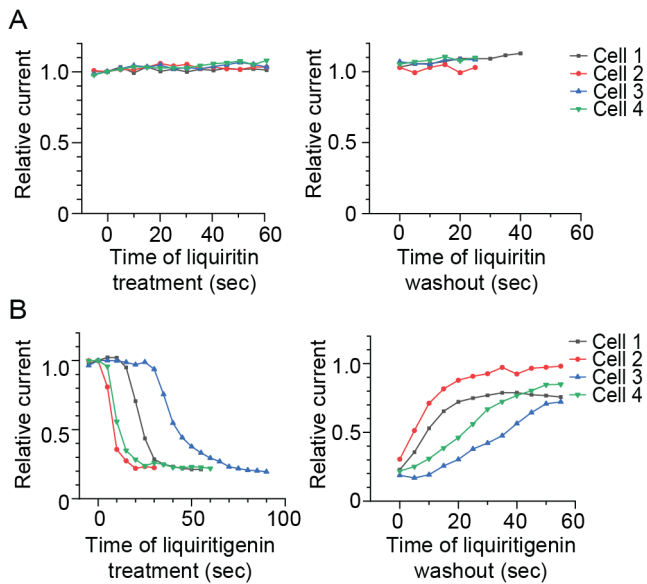 A
Relative current
1.0
0.5
0
0 20 40 60
Time of liquiritin
treatment (sec)
Relative current
1.0
0.5
0
0 20 40 60
Time of liquiritin
washout (sec)
Cell 1
Cell 2
Cell 3
Cell 4
B
Relative current
1.0
0.5
0
0 50 100
Time of liquiritigenin
treatment (sec)
Relative current
1.0
0.5
0
0 20 40 60
Time of liquiritigenin
washout (sec)
Cell 1
Cell 2
Cell 3
Cell 4